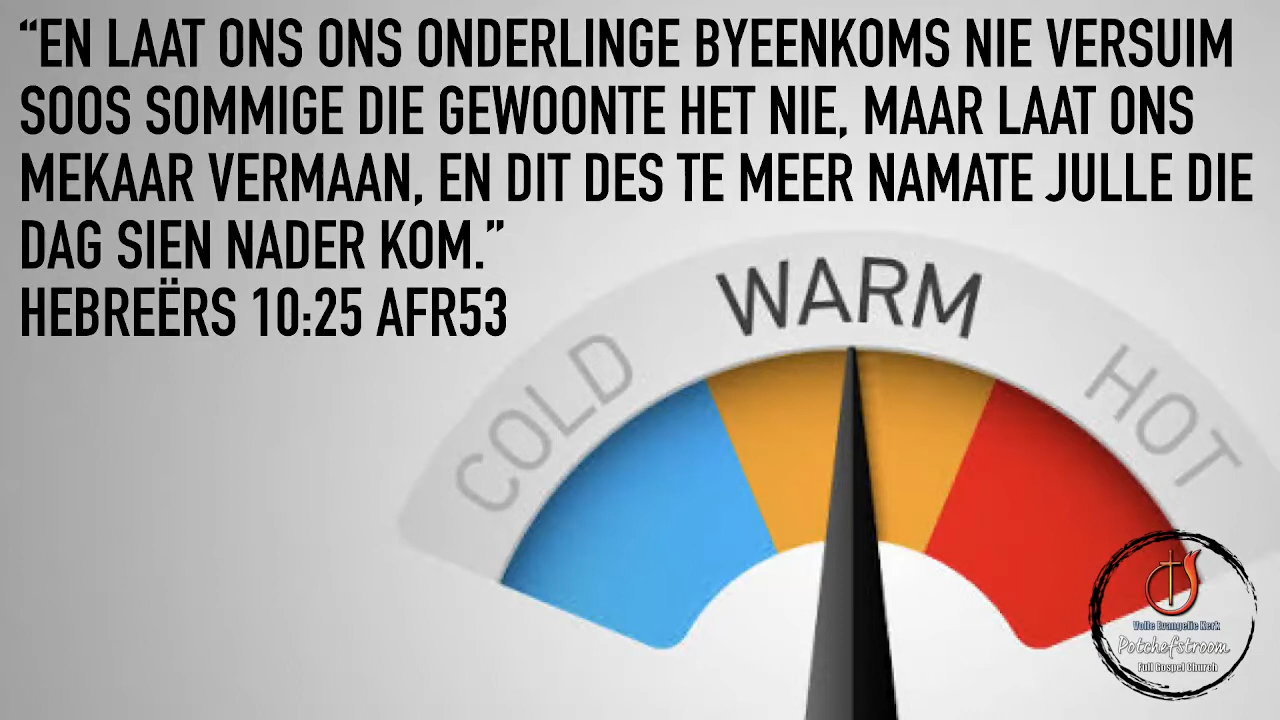 “EN LAAT ONS ONS ONDERLINGE BYEENKOMS NIE VERSUIM
SOOS SOMMIGE DIE GEWOONTE HET NIE, MAAR LAAT ONS
MEKAAR VERMAAN, EN DIT DES TE MEER NAMATE JULLE DIE
DAG SIEN NADER KOM.”
HEBREËRS 10:25 AFR53
COLD
WARM
HOT
Volle Evangelie Kerk
Potchefstroom
Full Gospel Church